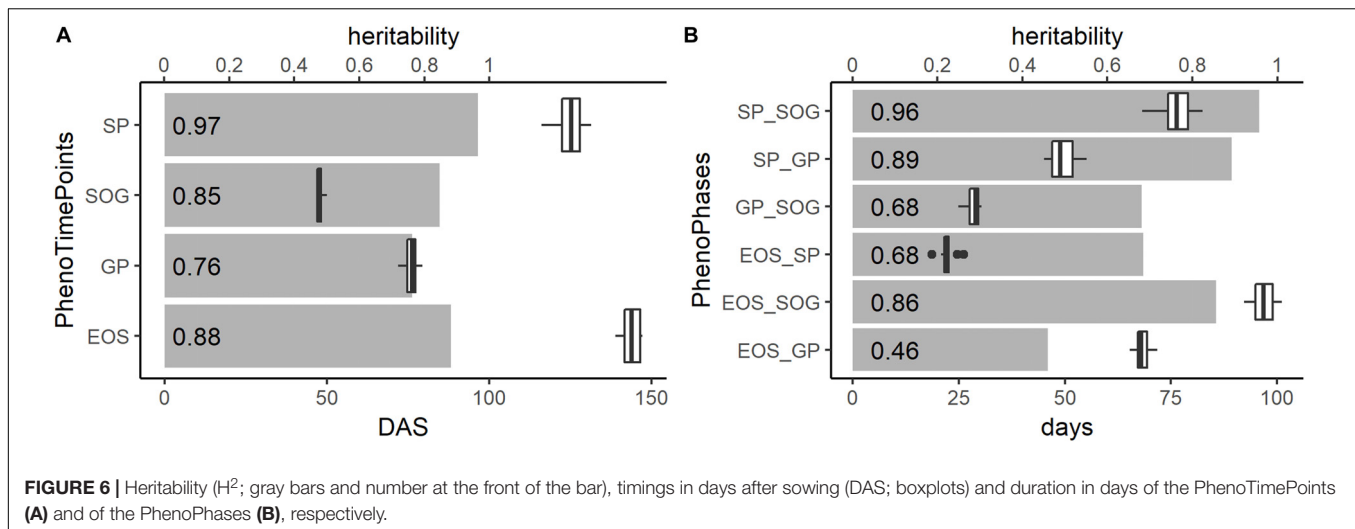 A
heritability
0 0.2 0.4 0.6 0.8 1
PhenoTimePoints
SP 0.97
SOG 0.85
GP 0.76
EOS 0.88
0 50 100 150
DAS
B
heritability
0 0.2 0.4 0.6 0.8 1
PhenoPhases
SP_SOG 0.96
SP_GP 0.89
GP_SOG 0.68
EOS_SP 0.68
EOS_SOG 0.86
EOS_GP 0.46
0 25 50 75 100
days
FIGURE 6 | Heritability (H²; gray bars and number at the front of the bar), timings in days after sowing (DAS; boxplots) and duration in days of the PhenoTimePoints
(A) and of the PhenoPhases (B), respectively.